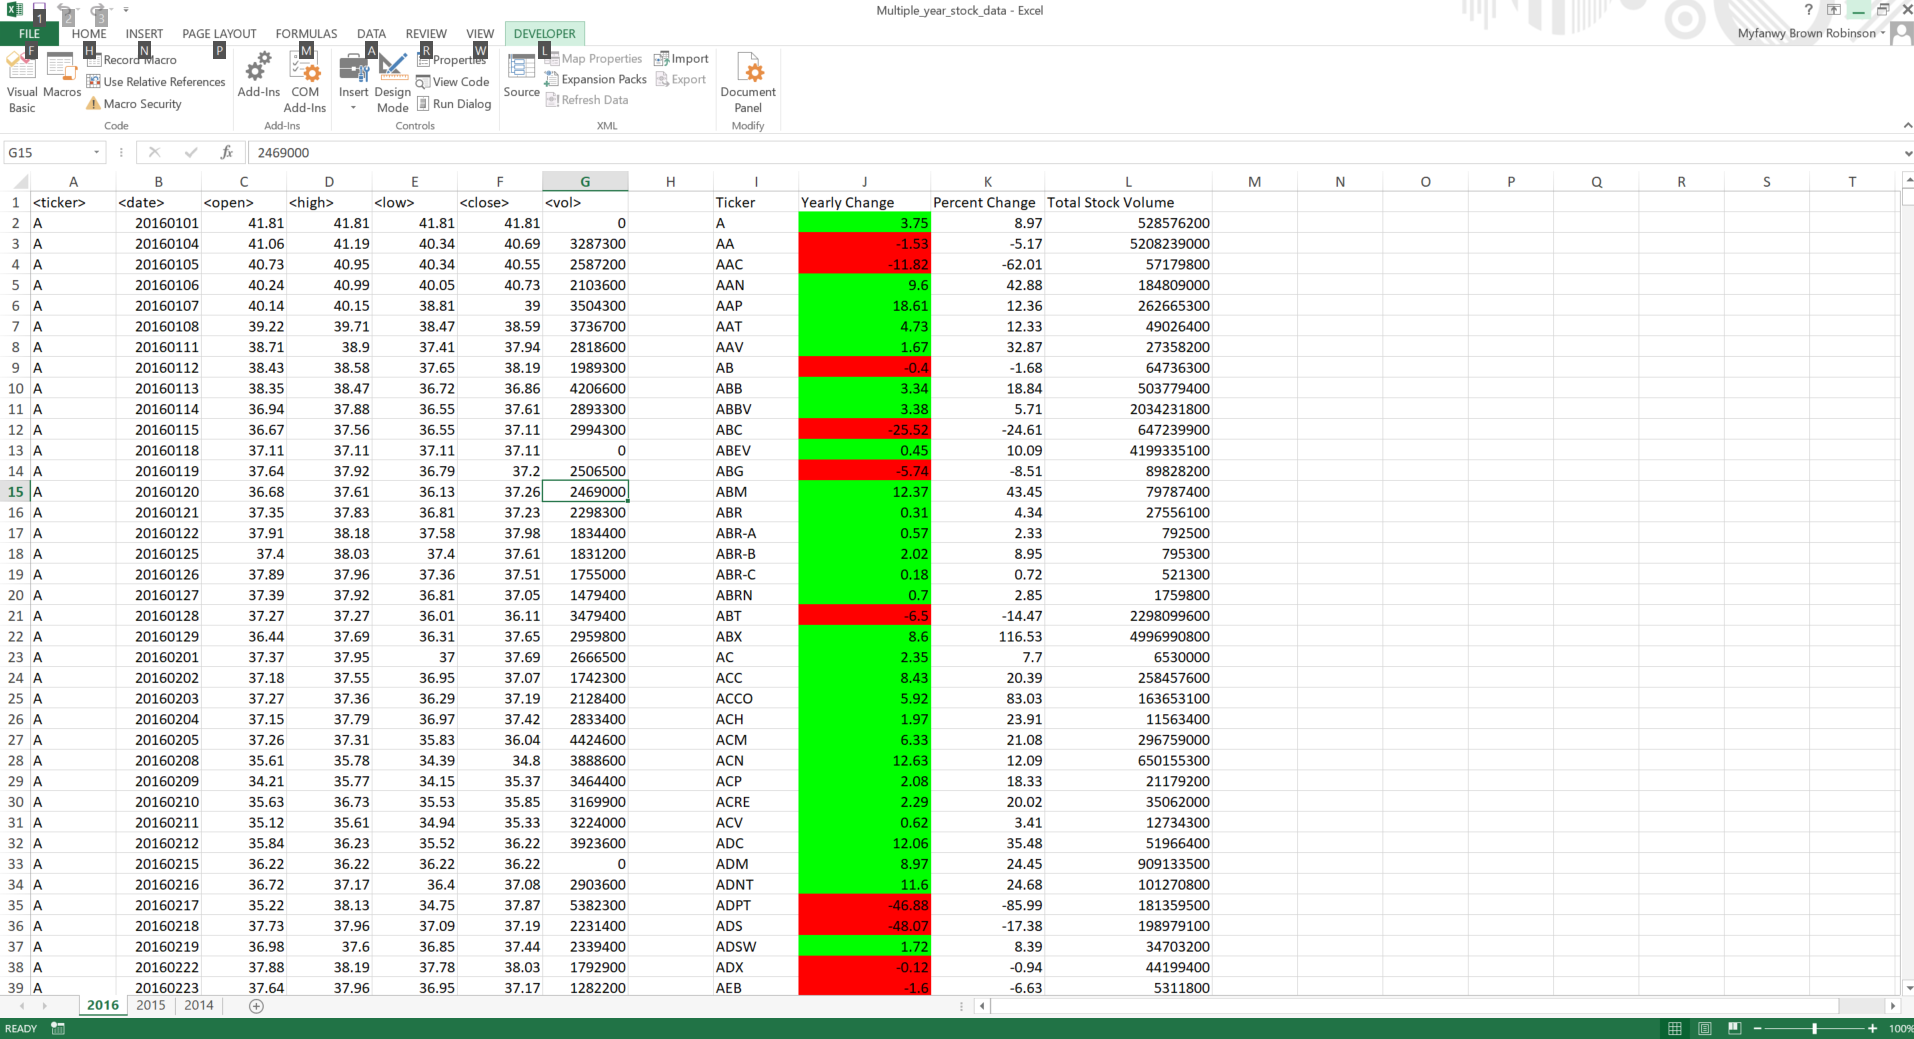 Multiple_year_stock_data - Excel
1 2 3
FILE HOME INSERT PAGE LAYOUT FORMULAS DATA REVIEW VIEW DEVELOPER
Myfanwy Brown Robinson
F H N P M A R W L
Visual Basic
Macros
Record Macro
Use Relative References
Macro Security
Code
Add-Ins
COM Add-Ins
Add-Ins
Insert
Design Mode
Properties
View Code
Run Dialog
Controls
Source
Map Properties
Expansion Packs
Refresh Data
Import
Export
XML
Document Panel
Modify
G15 fx 2469000
A B C D E F G H I J K L M N O P Q R S T
1 <ticker> <date> <open> <high> <low> <close> <vol> Ticker Yearly Change Percent Change Total Stock Volume
2 A 20160101 41.81 41.81 41.81 41.81 0 A 3.75 8.97 528576200
3 A 20160104 41.06 41.19 40.34 40.69 3287300 AA -1.53 -5.17 5208239000
4 A 20160105 40.73 40.95 40.34 40.55 2587200 AAC -11.82 -62.01 57179800
5 A 20160106 40.24 40.99 40.05 40.73 2103600 AAN 9.6 42.88 184809000
6 A 20160107 40.14 40.15 38.81 39 3504300 AAP 18.61 12.36 262665300
7 A 20160108 39.22 39.71 38.47 38.59 3736700 AAT 4.73 12.33 49026400
8 A 20160111 38.71 38.9 37.41 37.94 2818600 AAV 1.67 32.87 27358200
9 A 20160112 38.43 38.58 37.65 38.19 1989300 AB -0.4 -1.68 64736300
10 A 20160113 38.35 38.47 36.72 36.86 4206600 ABB 3.34 18.84 503779400
11 A 20160114 36.94 37.88 36.55 37.61 2893300 ABBV 3.38 5.71 2034231800
12 A 20160115 36.67 37.56 36.55 37.11 2994300 ABC -25.52 -24.61 647239900
13 A 20160118 37.11 37.11 37.11 37.11 0 ABEV 0.45 10.09 4199335100
14 A 20160119 37.64 37.92 36.79 37.2 2506500 ABG -5.74 -8.51 89828200
15 A 20160120 36.68 37.61 36.13 37.26 2469000 ABM 12.37 43.45 79787400
16 A 20160121 37.35 37.83 36.81 37.23 2298300 ABR 0.31 4.34 27556100
17 A 20160122 37.91 38.18 37.58 37.98 1834400 ABR-A 0.57 2.33 792500
18 A 20160125 37.4 38.03 37.4 37.61 1831200 ABR-B 2.02 8.95 795300
19 A 20160126 37.89 37.96 37.36 37.51 1755000 ABR-C 0.18 0.72 521300
20 A 20160127 37.39 37.92 36.81 37.05 1479400 ABRN 0.7 2.85 1759800
21 A 20160128 37.27 37.27 36.01 36.11 3479400 ABT -6.5 -14.47 2298099600
22 A 20160129 36.44 37.69 36.31 37.65 2959800 ABX 8.6 116.53 4996990800
23 A 20160201 37.37 37.95 37 37.69 2666500 AC 2.35 7.7 6530000
24 A 20160202 37.18 37.55 36.95 37.07 1742300 ACC 8.43 20.39 258457600
25 A 20160203 37.27 37.36 36.29 37.19 2128400 ACCO 5.92 83.03 163653100
26 A 20160204 37.15 37.79 36.97 37.42 2833400 ACH 1.97 23.91 11563400
27 A 20160205 37.26 37.31 35.83 36.04 4424600 ACM 6.33 21.08 296759000
28 A 20160208 35.61 35.78 34.39 34.8 3888600 ACN 12.63 12.09 650155300
29 A 20160209 34.21 35.77 34.15 35.37 3464400 ACP 2.08 18.33 21179200
30 A 20160210 35.63 36.73 35.53 35.85 3169900 ACRE 2.29 20.02 35062000
31 A 20160211 35.12 35.61 34.94 35.33 3224000 ACV 0.62 3.41 12734300
32 A 20160212 35.84 36.23 35.52 36.22 3923600 ADC 12.06 35.48 51966400
33 A 20160215 36.22 36.22 36.22 36.22 0 ADM 8.97 24.45 909133500
34 A 20160216 36.72 37.17 36.4 37.08 2903600 ADNT 11.6 24.68 101270800
35 A 20160217 35.22 38.13 34.75 37.87 5382300 ADPT -46.88 -85.99 181359500
36 A 20160218 37.73 37.96 37.09 37.19 2231400 ADS -48.07 -17.38 198979100
37 A 20160219 36.98 37.6 36.85 37.44 2339400 ADSW 1.72 8.39 34703200
38 A 20160222 37.88 38.19 37.78 38.03 1792900 ADX -0.12 -0.94 44199400
39 A 20160223 37.64 37.96 36.95 37.17 1282200 AEB -1.6 -6.63 5311800
2016 2015 2014
READY 100%